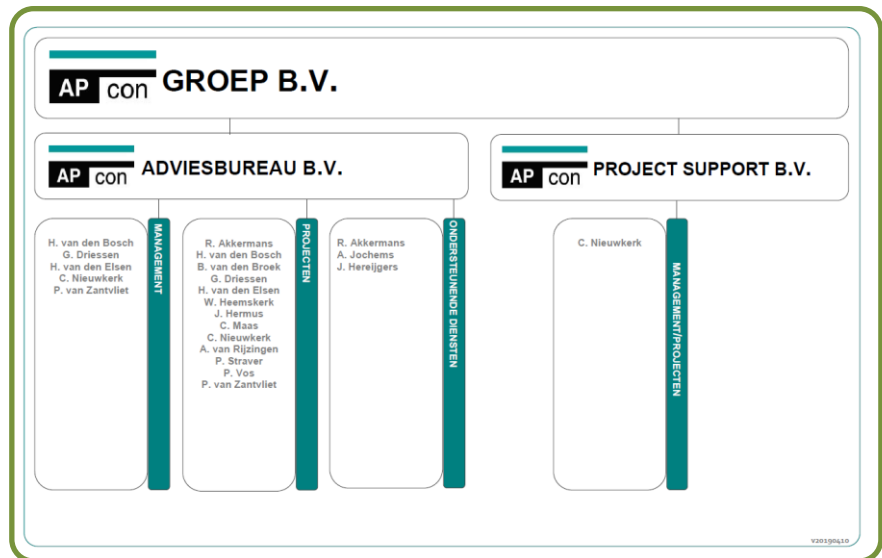 AP con GROEP B.V.
AP con ADVIESBUREAU B.V.
AP con PROJECT SUPPORT B.V.
H. van den Bosch
G. Driessen
H. van den Elsen
C. Nieuwkerk
P. van Zantvliet
MANAGEMENT
R. Akkermans
H. van den Bosch
B. van den Broek
G. Driessen
H. van den Elsen
W. Heemskerk
J. Hermus
C. Maas
C. Nieuwkerk
A. van Rijzingen
P. Straver
P. Vos
P. van Zantvliet
PROJECTEN
R. Akkermans
A. Jochems
J. Hereijgers
ONDERSTEUNENDE DIENSTEN
C. Nieuwkerk
MANAGEMENT/PROJECTEN
V20190410